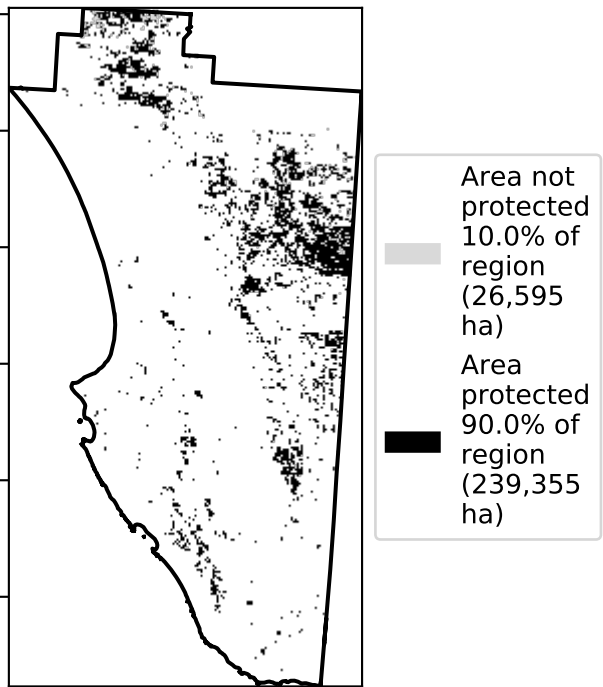 Area not
protected
10.0% of
region
(26,595
ha)
Area
protected
90.0% of
region
(239,355
ha)